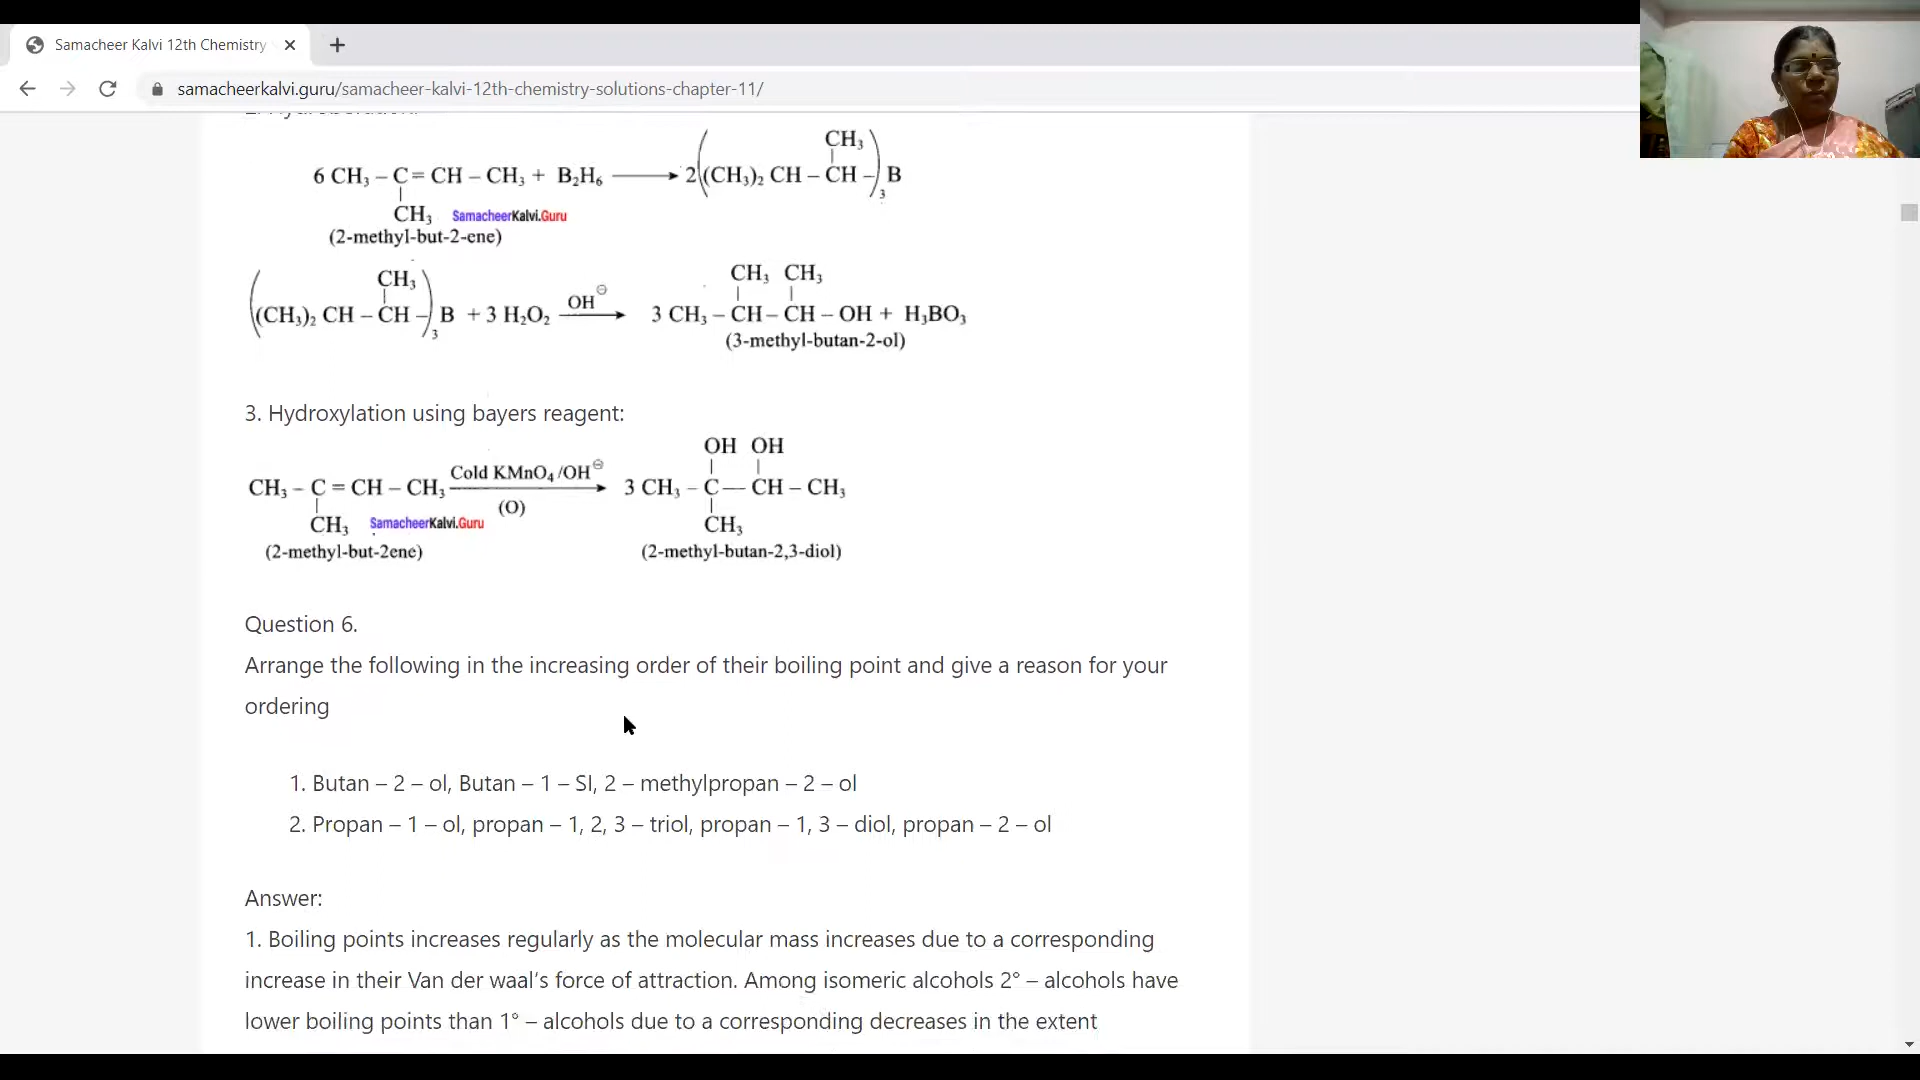 Samacheer Kalvi 12th Chemistry
samacheerkalvi.guru/samacheer-kalvi-12th-chemistry-solutions-chapter-11/
CH₃
6 CH₃ – C = CH – CH₃ + B₂H₆ ⟶ 2((CH₃)₂ CH – CH –)₃ B
CH₃ SamacheerKalvi.Guru
(2-methyl-but-2-ene)
CH₃ CH₃ CH₃
((CH₃)₂ CH – CH –)₃ B + 3 H₂O₂ OH⊖ ⟶ 3 CH₃ – CH – CH – OH + H₃BO₃
(3-methyl-butan-2-ol)
3. Hydroxylation using bayers reagent:
OH OH
CH₃ – C = CH – CH₃ Cold KMnO₄ /OH⊖ ⟶ 3 CH₃ – C — CH – CH₃
(O)
CH₃ SamacheerKalvi.Guru CH₃
(2-methyl-but-2ene) (2-methyl-butan-2,3-diol)
Question 6.
Arrange the following in the increasing order of their boiling point and give a reason for your
ordering
1. Butan – 2 – ol, Butan – 1 – SI, 2 – methylpropan – 2 – ol
2. Propan – 1 – ol, propan – 1, 2, 3 – triol, propan – 1, 3 – diol, propan – 2 – ol
Answer:
1. Boiling points increases regularly as the molecular mass increases due to a corresponding
increase in their Van der waal’s force of attraction. Among isomeric alcohols 2° – alcohols have
lower boiling points than 1° – alcohols due to a corresponding decreases in the extent